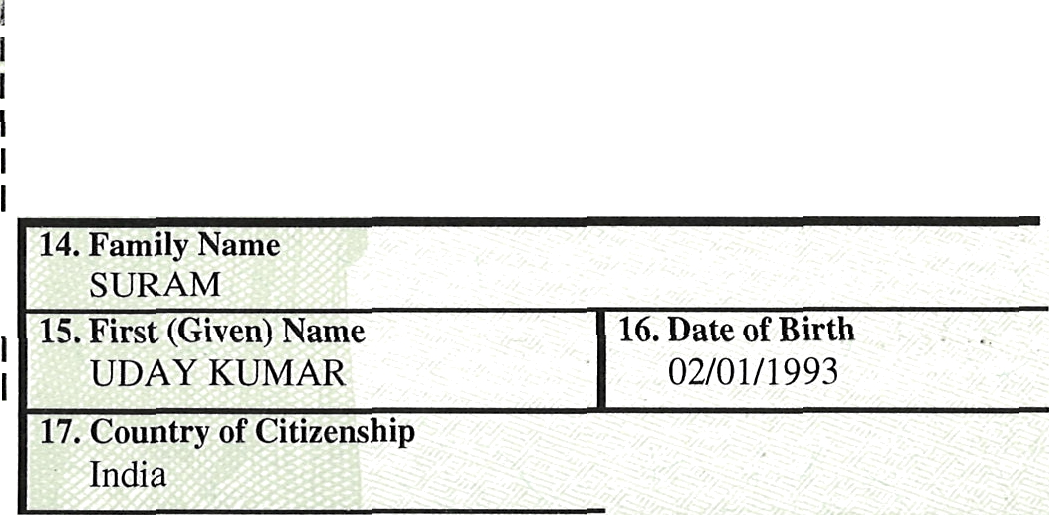 14. Family Name
SURAM
15. First (Given) Name
UDAY KUMAR
16. Date of Birth
02/01/1993
17. Country of Citizenship
India